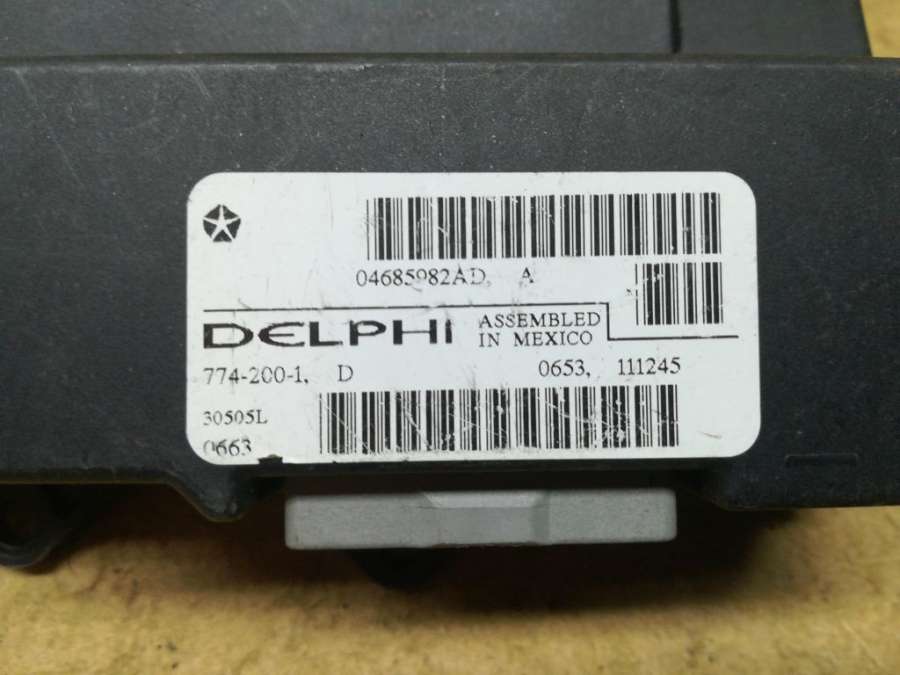 04685982AD, A
DELPHI
ASSEMBLED
IN MEXICO
774-200-1, D
0653, 111245
30505L
0663